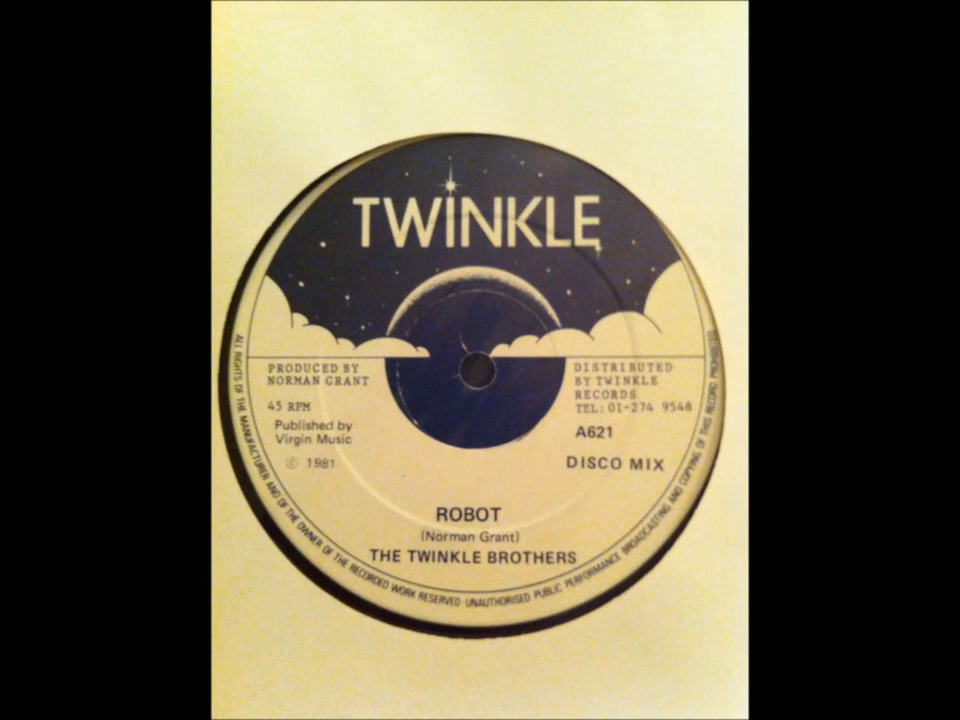 TWINKLE
PRODUCED BY
NORMAN GRANT
45 RPM
Published by
Virgin Music
© 1981
DISTRIBUTED
BY TWINKLE
RECORDS
TEL: 01-274 9548
A621
DISCO MIX
ROBOT
(Norman Grant)
THE TWINKLE BROTHERS
ALL RIGHTS OF THE MANUFACTURER AND OF THE OWNER OF THE RECORDED WORK RESERVED UNAUTHORISED PUBLIC PERFORMANCE BROADCASTING AND COPYING OF THIS RECORD PROHIBITED